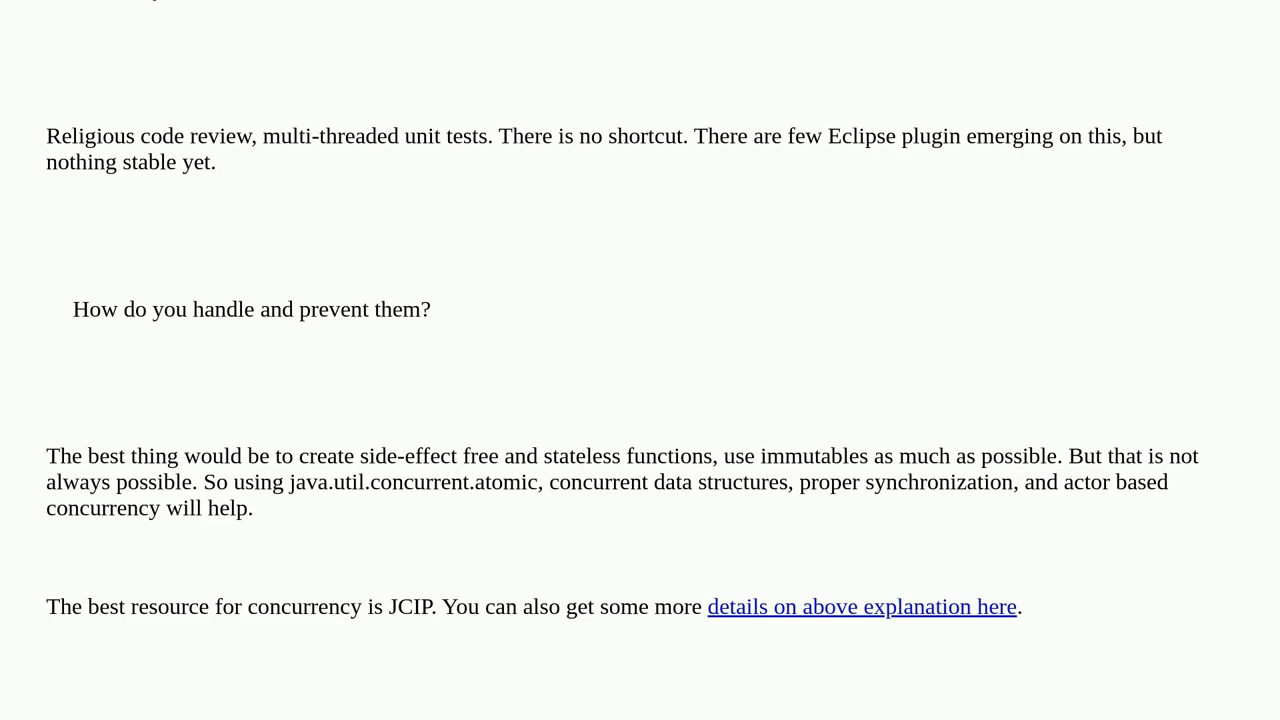 Religious code review, multi-threaded unit tests. There is no shortcut. There are few Eclipse plugin emerging on this, but
nothing stable yet.
How do you handle and prevent them?
The best thing would be to create side-effect free and stateless functions, use immutables as much as possible. But that is not
always possible. So using java.util.concurrent.atomic, concurrent data structures, proper synchronization, and actor based
concurrency will help.
The best resource for concurrency is JCIP. You can also get some more details on above explanation here.